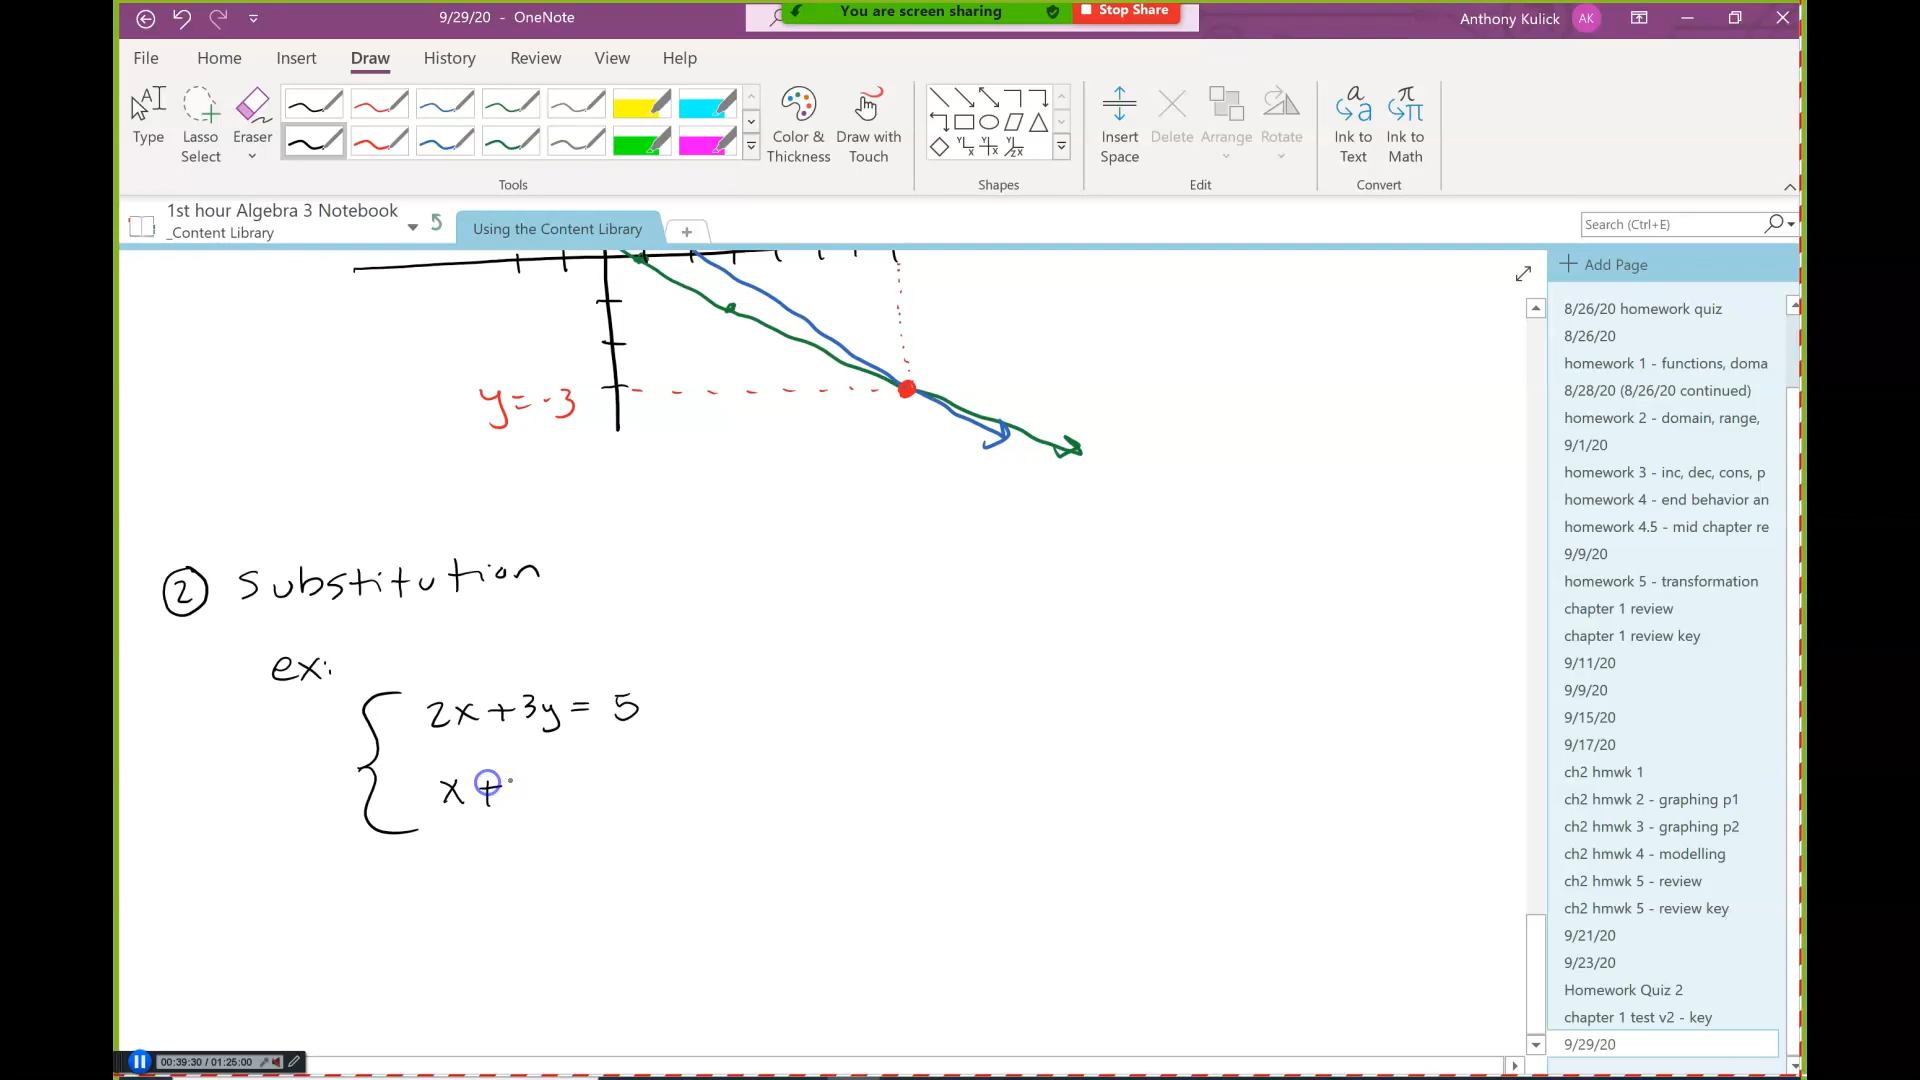 9/29/20 - OneNote
You are screen sharing
Stop Share
Anthony Kulick
AK
File Home Insert Draw History Review View Help
Type
Lasso Select
Eraser
Color & Thickness
Draw with Touch
Insert Space
Delete
Arrange
Rotate
Ink to Text
Ink to Math
Tools
Shapes
Edit
Convert
1st hour Algebra 3 Notebook
_Content Library
Using the Content Library
Search (Ctrl+E)
Add Page
8/26/20 homework quiz
8/26/20
homework 1 - functions, doma
8/28/20 (8/26/20 continued)
homework 2 - domain, range,
9/1/20
homework 3 - inc, dec, cons, p
homework 4 - end behavior an
homework 4.5 - mid chapter re
9/9/20
homework 5 - transformation
chapter 1 review
chapter 1 review key
9/11/20
9/9/20
9/15/20
9/17/20
ch2 hmwk 1
ch2 hmwk 2 - graphing p1
ch2 hmwk 3 - graphing p2
ch2 hmwk 4 - modelling
ch2 hmwk 5 - review
ch2 hmwk 5 - review key
9/21/20
9/23/20
Homework Quiz 2
chapter 1 test v2 - key
9/29/20
y = -3
② Substitution
ex:
2x + 3y = 5
x +
00:39:30 / 01:25:00